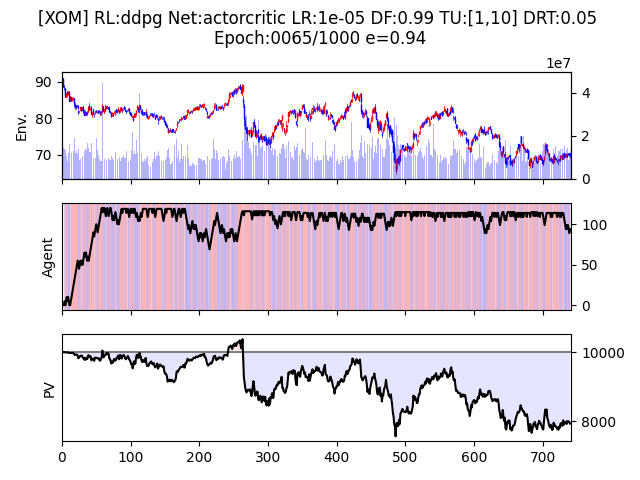 [XOM] RL:ddpg Net:actorcritic LR:1e-05 DF:0.99 TU:[1,10] DRT:0.05
Epoch:0065/1000 e=0.94
1e7
90
80
70
Env.
4
2
0
Agent
100
50
0
PV
10000
8000
0 100 200 300 400 500 600 700